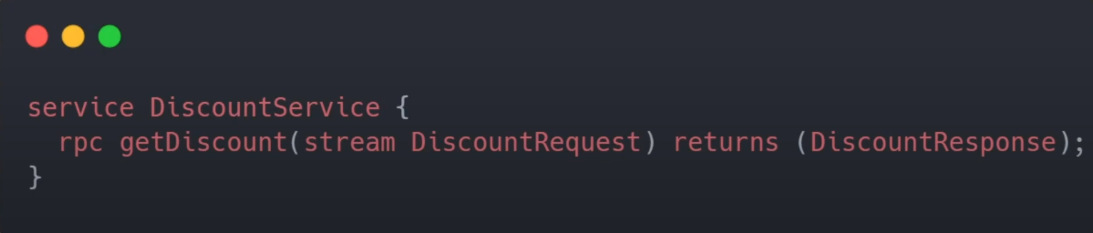 service DiscountService {
  rpc getDiscount(stream DiscountRequest) returns (DiscountResponse);
}